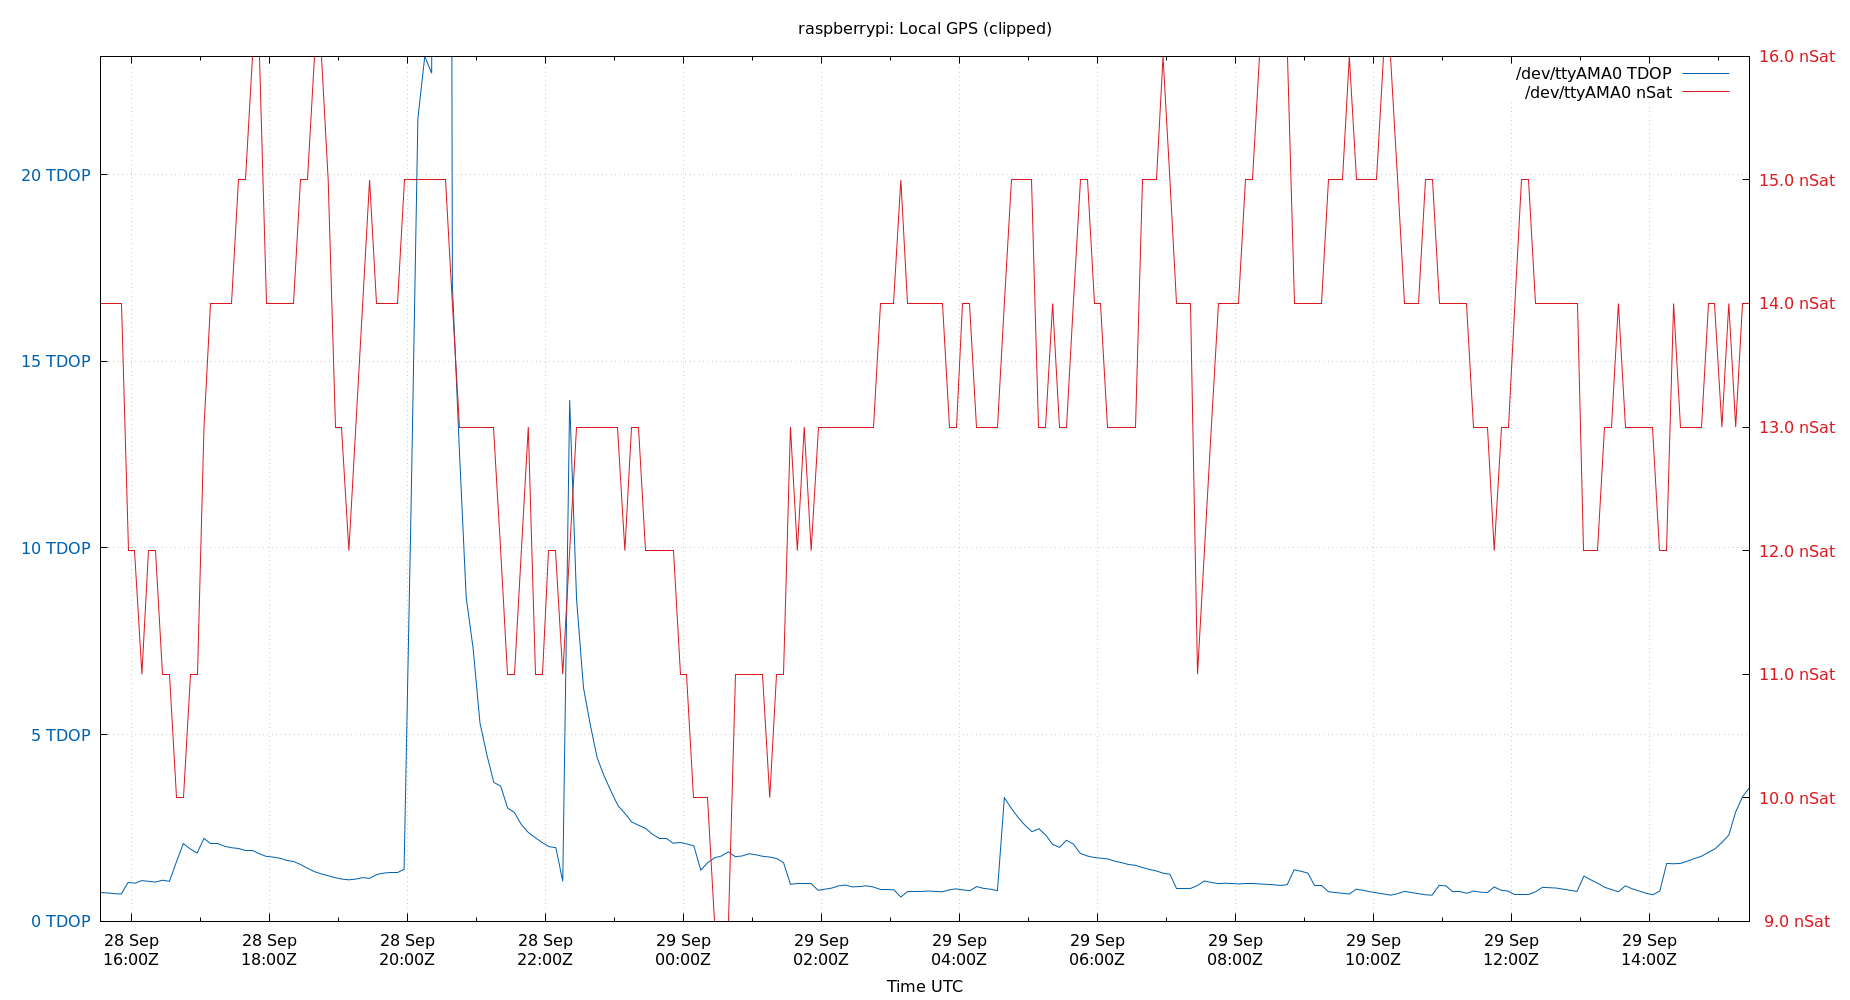 raspberrypi: Local GPS (clipped)
/dev/ttyAMA0 TDOP
/dev/ttyAMA0 nSat
20 TDOP
15 TDOP
10 TDOP
5 TDOP
0 TDOP
16.0 nSat
15.0 nSat
14.0 nSat
13.0 nSat
12.0 nSat
11.0 nSat
10.0 nSat
9.0 nSat
28 Sep 28 Sep 28 Sep 28 Sep 29 Sep 29 Sep 29 Sep 29 Sep 29 Sep 29 Sep 29 Sep 29 Sep
16:00Z 18:00Z 20:00Z 22:00Z 00:00Z 02:00Z 04:00Z 06:00Z 08:00Z 10:00Z 12:00Z 14:00Z
Time UTC